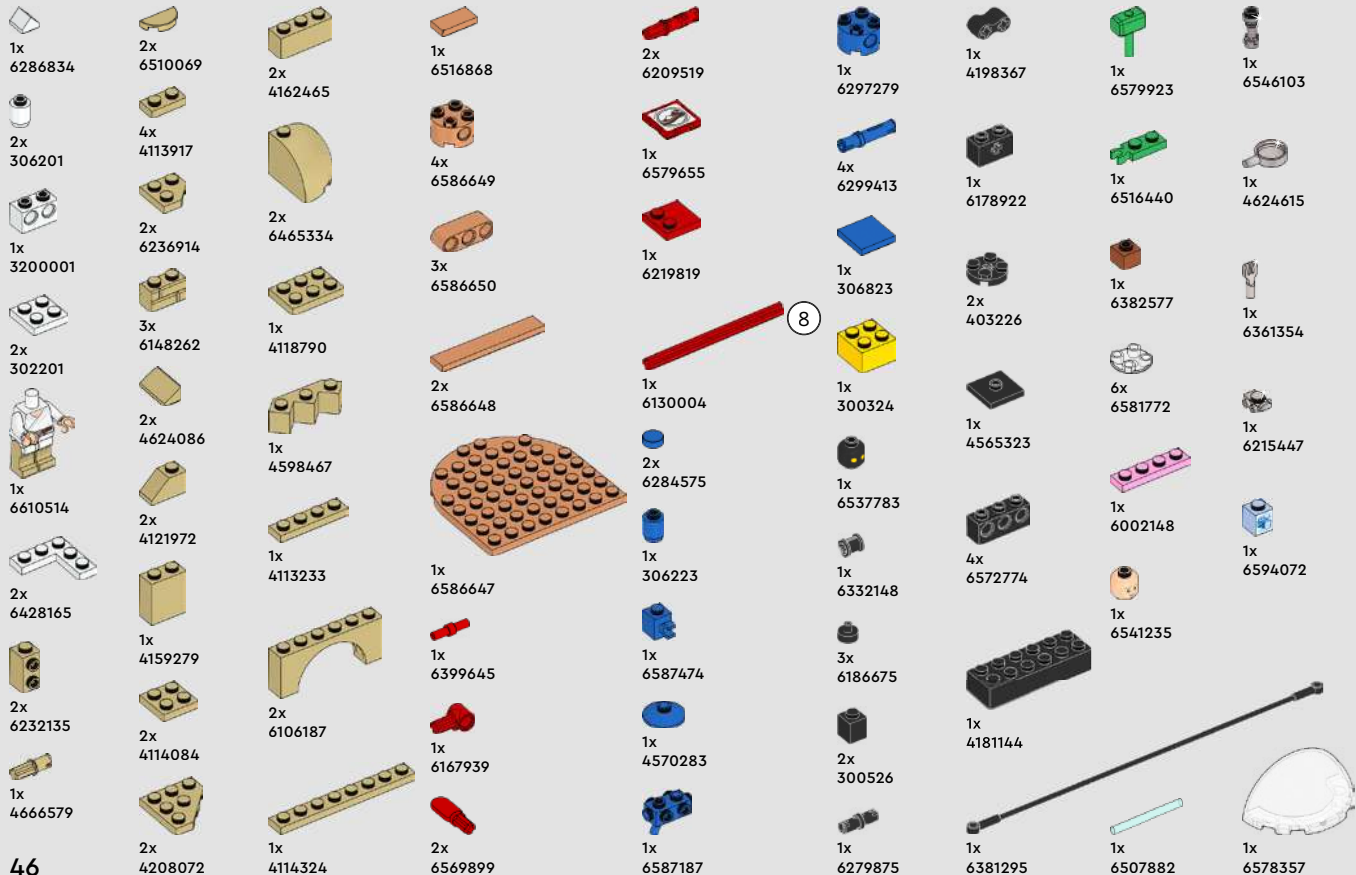 1x
6286834
2x
306201
1x
3200001
2x
302201
1x
6610514
2x
6428165
2x
6232135
1x
4666579
2x
6510069
4x
4113917
2x
6236914
3x
6148262
2x
4624086
2x
4121972
1x
4159279
2x
4114084
2x
4208072
2x
4162465
2x
6465334
1x
4118790
1x
4598467
1x
4113233
2x
6106187
1x
4114324
1x
6516868
4x
6586649
3x
6586650
2x
6586648
1x
6586647
1x
6399645
1x
6167939
2x
6569899
2x
6209519
1x
6579655
1x
6219819
8
1x
6130004
2x
6284575
1x
306223
1x
6587474
1x
4570283
1x
6587187
1x
6297279
4x
6299413
1x
306823
1x
300324
1x
6537783
1x
6332148
3x
6186675
2x
300526
1x
6279875
1x
4198367
1x
6178922
2x
403226
1x
4565323
4x
6572774
1x
4181144
1x
6381295
1x
6579923
1x
6516440
1x
6382577
6x
6581772
1x
6002148
1x
6541235
1x
6507882
1x
6546103
1x
4624615
1x
6361354
1x
6215447
1x
6594072
1x
6578357
46